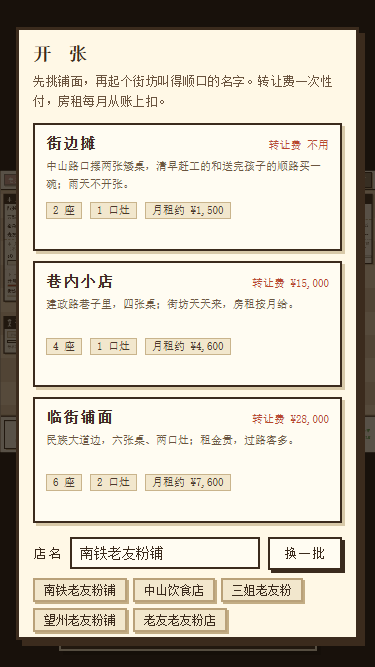 开 张
先挑铺面，再起个街坊叫得顺口的名字。转让费一次性
付，房租每月从账上扣。
街边摊
转让费 不用
中山路口摆两张矮桌，清早赶工的和送完孩子的顺路买一
碗；雨天不开张。
2 座
1 口灶
月租约 ¥1,500
巷内小店
转让费 ¥15,000
建政路巷子里，四张桌；街坊天天来，房租按月给。
4 座
1 口灶
月租约 ¥4,600
临街铺面
转让费 ¥28,000
民族大道边，六张桌、两口灶；租金贵，过路客多。
6 座
2 口灶
月租约 ¥7,600
店名
南铁老友粉铺
换一批
南铁老友粉铺
中山饮食店
三姐老友粉
望州老友粉铺
老友老友粉店